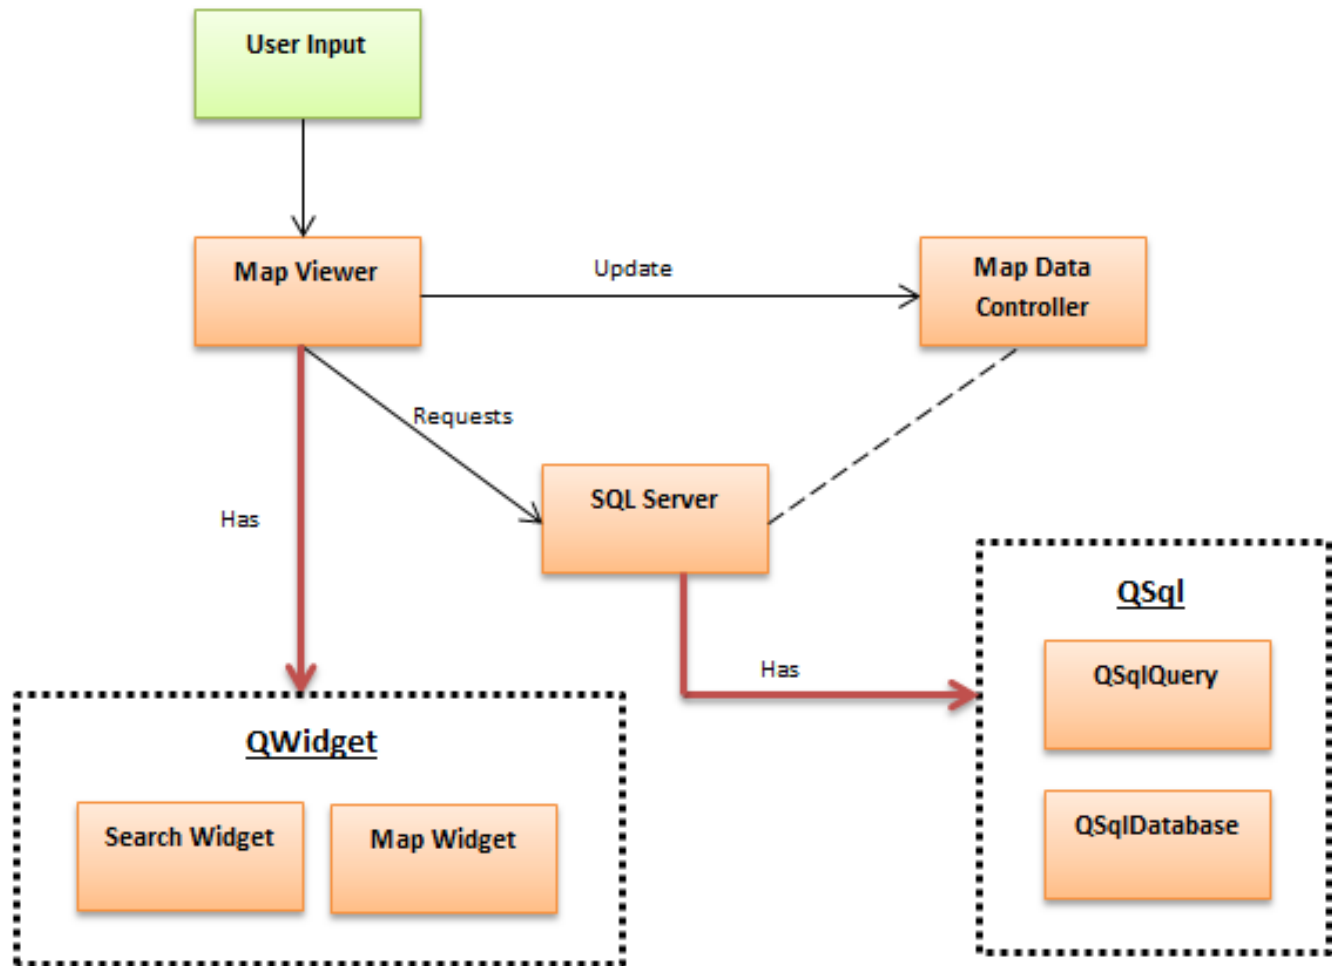 User Input
Map Viewer
Update
Map Data
Controller
Requests
SQL Server
Has
QSql
Has
QSqlQuery
QWidget
QSqlDatabase
Search Widget
Map Widget